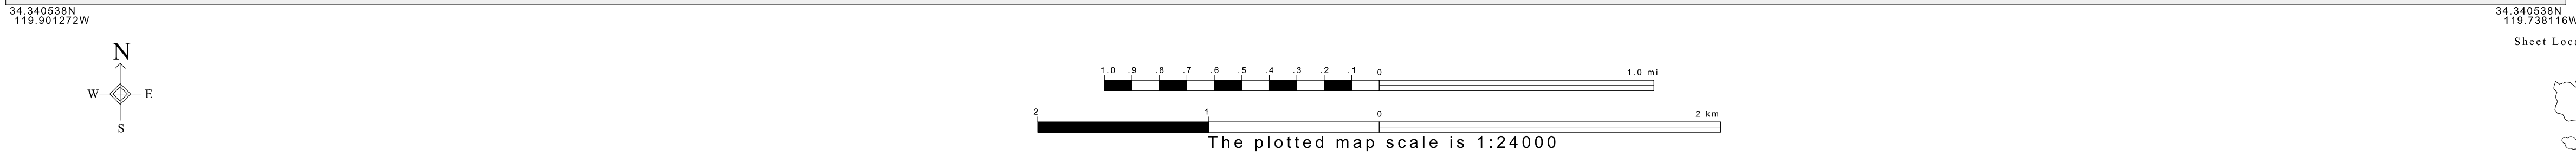 34.340538N
119.901272W
34.340538N
119.738116W
Sheet
N
W E
S
1.0 .9 .8 .7 .6 .5 .4 .3 .2 .1 0 1.0 mi
2 1 0 2 km
The plotted map scale is 1:24000